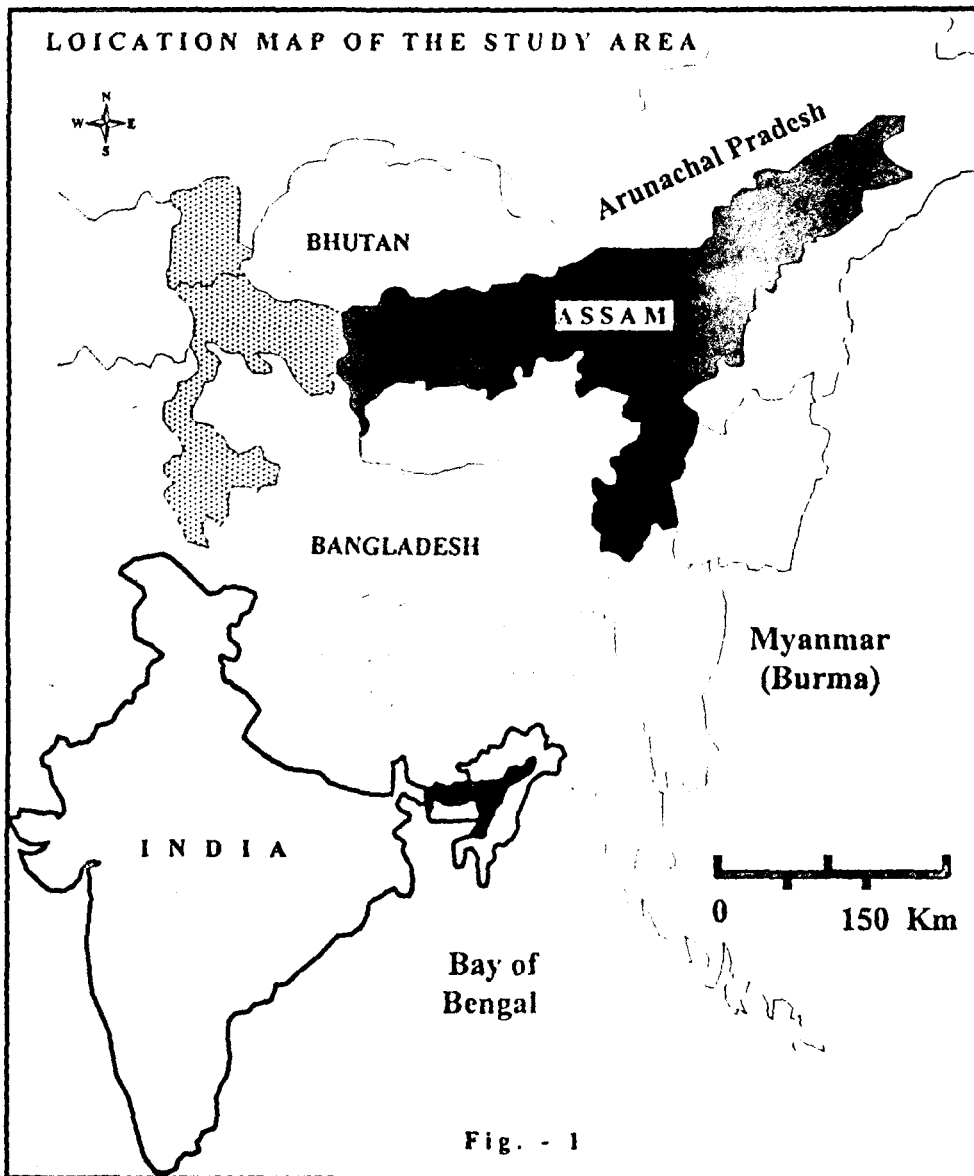 LOICATION MAP OF THE STUDY AREA
N
W E
S
Arunachal Pradesh
BHUTAN
ASSAM
BANGLADESH
Myanmar
(Burma)
INDIA
0 150 Km
Bay of
Bengal
Fig. - 1